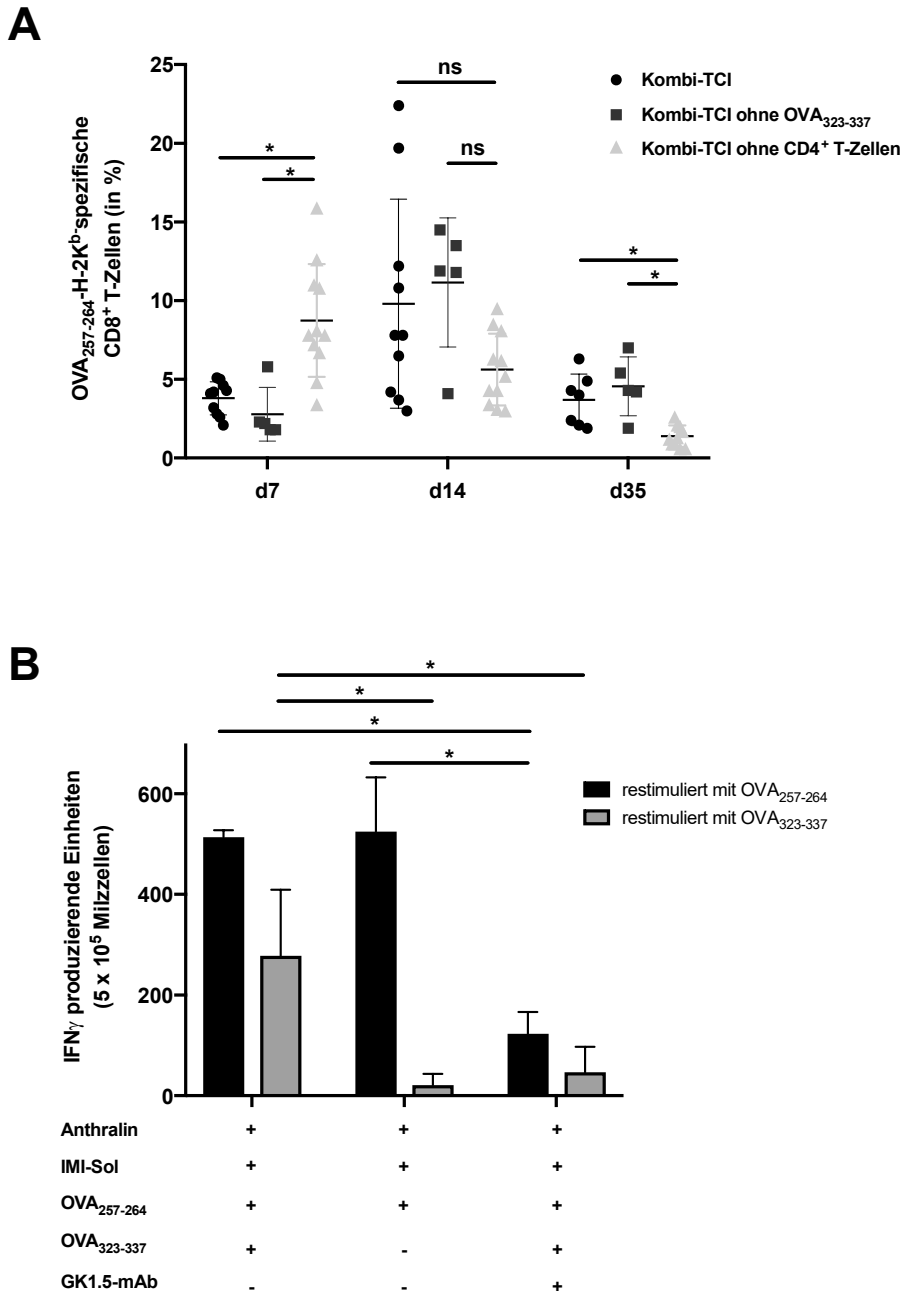 A
OVA257-264-H-2Kb-spezifische
CD8+ T-Zellen (in %)
25
20
15
10
5
0
d7
d14
d35
*
*
ns
ns
*
*
Kombi-TCI
Kombi-TCI ohne OVA323-337
Kombi-TCI ohne CD4+ T-Zellen
B
*
*
*
*
IFNγ produzierende Einheiten
(5 x 10⁵ Milzzellen)
600
400
200
0
restimuliert mit OVA257-264
restimuliert mit OVA323-337
Anthralin + + +
IMI-Sol + + +
OVA257-264 + + +
OVA323-337 + - +
GK1.5-mAb - - +